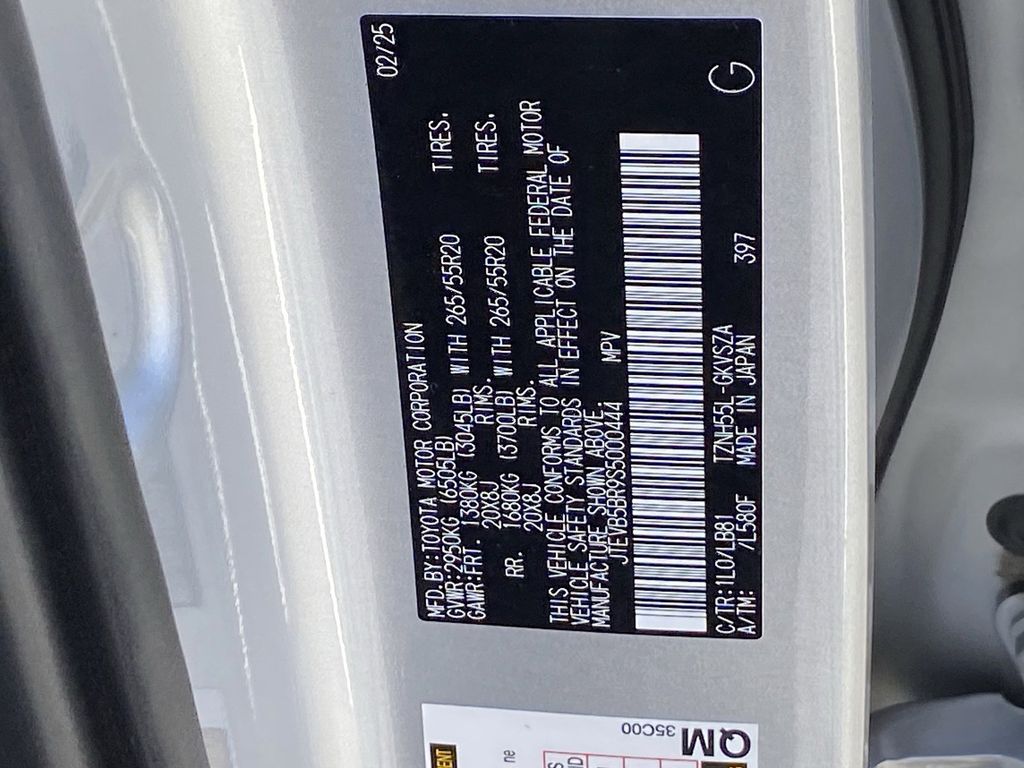 02/25
MFD.BY:TOYOTA MOTOR CORPORATION
GVWR:2950KG (6505LB)
GAWR:FRT. 1380KG (3045LB) WITH 265/55R20 TIRES,
20X8J RIMS.
RR. 1680KG (3700LB) WITH 265/55R20 TIRES,
20X8J RIMS.
THIS VEHICLE CONFORMS TO ALL APPLICABLE FEDERAL MOTOR
VEHICLE SAFETY STANDARDS IN EFFECT ON THE DATE OF
MANUFACTURE SHOWN ABOVE.
JTEVB5BR9S5000444 MPV
C/TR:1L0/LB81 TZNH55L-GKVSZA
A/TM: /L580F MADE IN JAPAN 397
G
QM
35C00